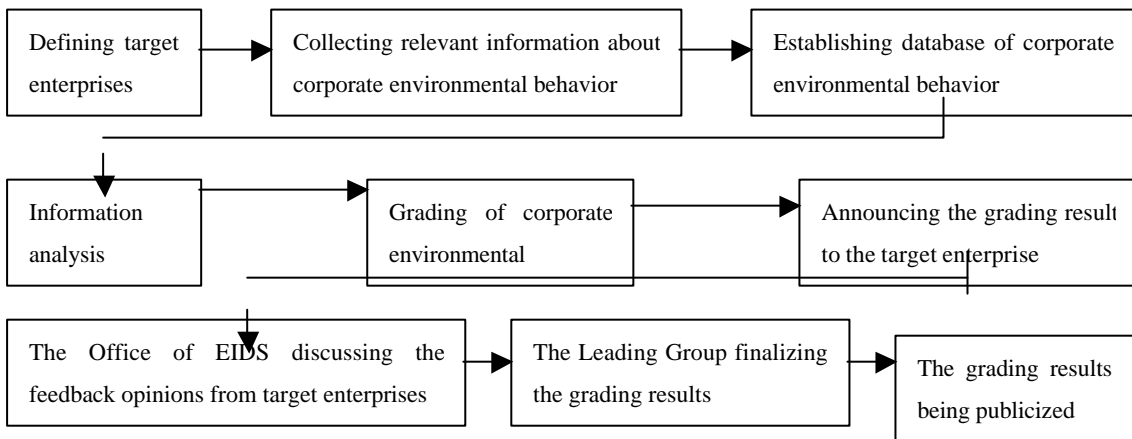 Defining target
enterprises
Collecting relevant information about
corporate environmental behavior
Establishing database of corporate
environmental behavior
Information
analysis
Grading of corporate
environmental
Announcing the grading result
to the target enterprise
The Office of EIDS discussing the
feedback opinions from target enterprises
The Leading Group finalizing
the grading results
The grading results
being publicized